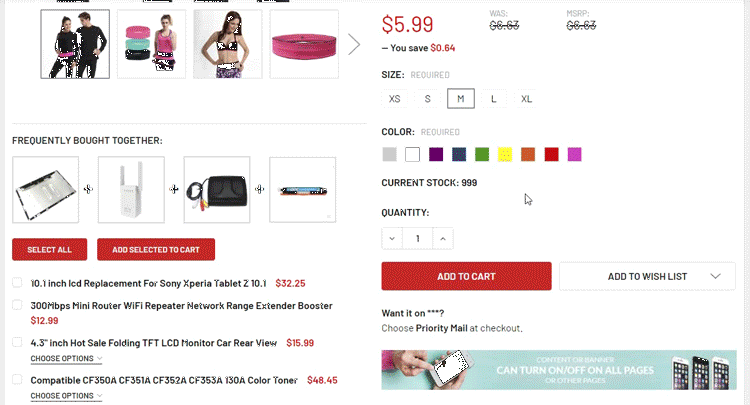 $5.99
WAS:
$6.63
MSRP:
$6.63
— You save $0.64
SIZE: REQUIRED
XS S M L XL
COLOR: REQUIRED
CURRENT STOCK: 999
QUANTITY:
1
ADD TO CART
ADD TO WISH LIST
Want it on ***?
Choose Priority Mail at checkout.
CONTENT OR BANNER
CAN TURN ON/OFF ON ALL PAGES
OR OTHER PAGES
FREQUENTLY BOUGHT TOGETHER:
SELECT ALL
ADD SELECTED TO CART
10.1 inch lcd Replacement For Sony Xperia Tablet Z 10.1 $32.25
300Mbps Mini Router WiFi Repeater Network Range Extender Booster
$12.99
4.3" inch Hot Sale Folding TFT LCD Monitor Car Rear View $15.99
CHOOSE OPTIONS
Compatible CF350A CF351A CF352A CF353A 130A Color Toner $48.45
CHOOSE OPTIONS